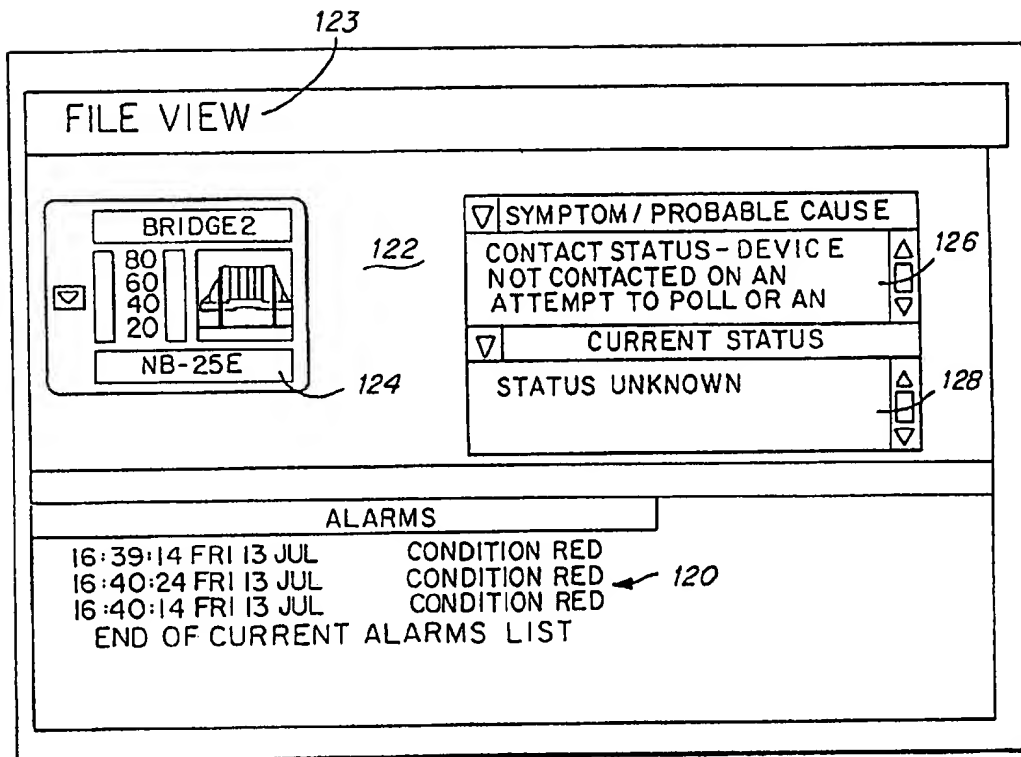 123
FILE VIEW
BRIDGE2
80
60
40
20
NB-25E
124
122
SYMPTOM/PROBABLE CAUSE
CONTACT STATUS-DEVICE
NOT CONTACTED ON AN
ATTEMPT TO POLL OR AN
126
CURRENT STATUS
STATUS UNKNOWN
128
ALARMS
16:39:14 FRI 13 JUL CONDITION RED
16:40:24 FRI 13 JUL CONDITION RED
16:40:14 FRI 13 JUL CONDITION RED
120
END OF CURRENT ALARMS LIST